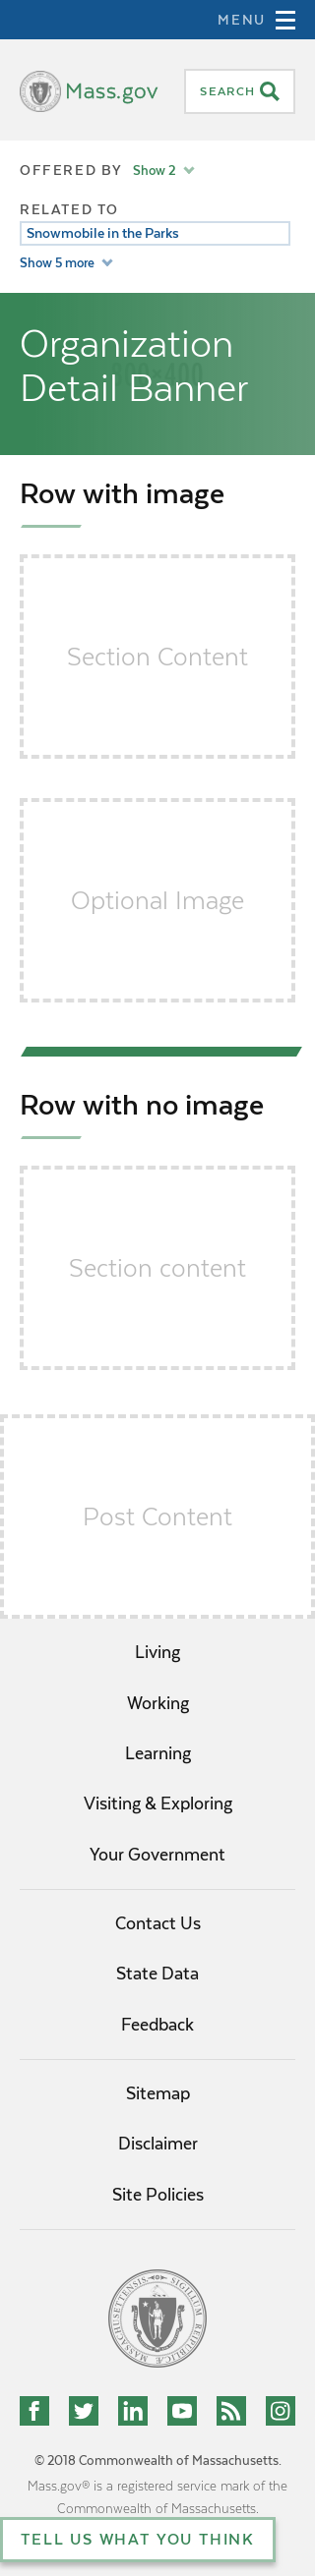 MENU
Mass.gov
SEARCH
OFFERED BY Show 2
RELATED TO
Snowmobile in the Parks
Show 5 more
Organization
Detail Banner
Row with image
Section Content
Optional Image
Row with no image
Section content
Post Content
Living
Working
Learning
Visiting & Exploring
Your Government
Contact Us
State Data
Feedback
Sitemap
Disclaimer
Site Policies
© 2018 Commonwealth of Massachusetts.
Mass.gov® is a registered service mark of the
Commonwealth of Massachusetts.
TELL US WHAT YOU THINK